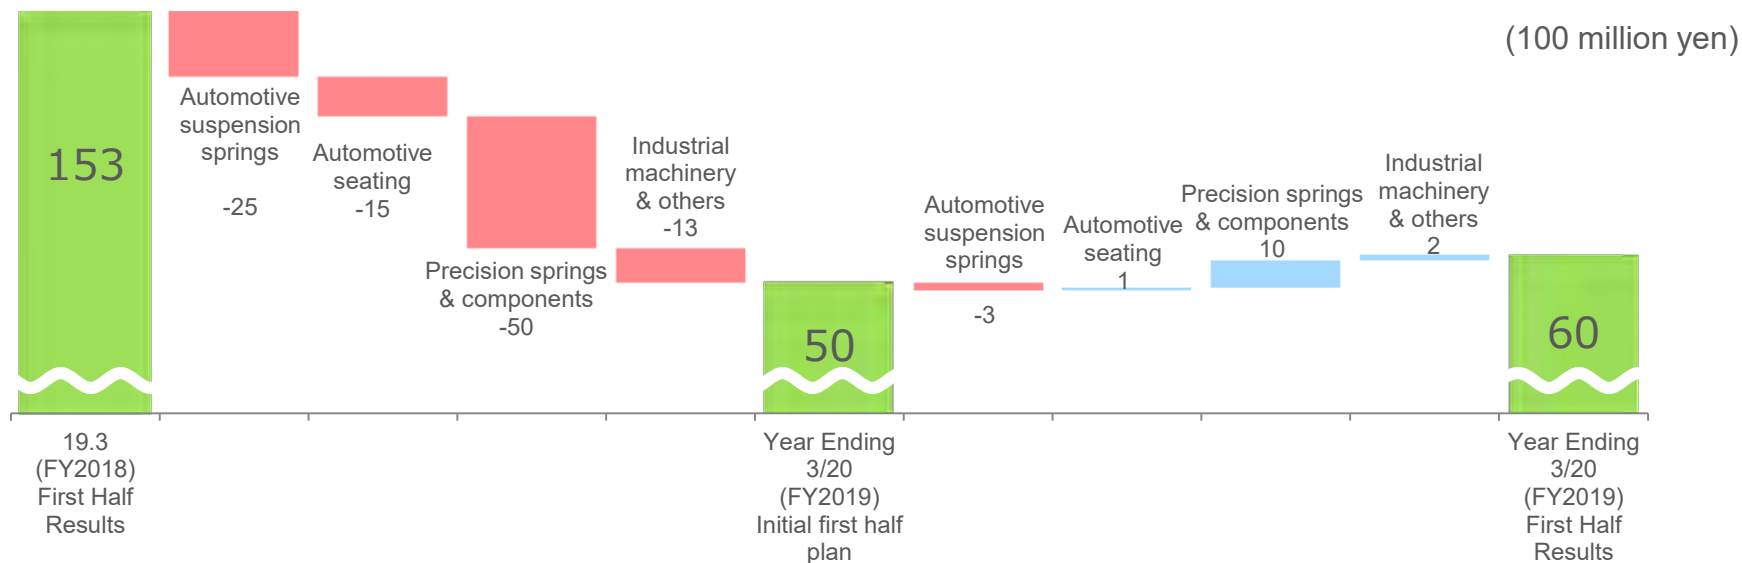 (100 million yen)
153
Automotive
suspension
springs
-25
Automotive
seating
-15
Precision springs
& components
-50
Industrial
machinery
& others
-13
50
Automotive
suspension
springs
-3
Automotive
seating
1
Precision springs
& components
10
Industrial
machinery
& others
2
60
19.3
(FY2018)
First Half
Results
Year Ending
3/20
(FY2019)
Initial first half
plan
Year Ending
3/20
(FY2019)
First Half
Results